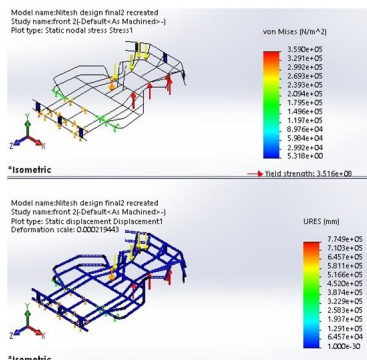 Model name:Nitesh design final2 recreated
Study name:front 2(-Default<As Machined>-)
Plot type: Static nodal stress Stress1
von Mises (N/m^2)
3.590e+05
3.291e+05
2.992e+05
2.693e+05
2.394e+05
2.094e+05
1.795e+05
1.496e+05
1.197e+05
8.976e+04
5.984e+04
2.992e+04
5.318e+00
Yield strength: 3.516e+08
Y
Z
X
*Isometric
Model name:Nitesh design final2 recreated
Study name:front 2(-Default<As Machined>-)
Plot type: Static displacement Displacement1
Deformation scale: 0.000219443
URES (mm)
7.749e+05
7.103e+05
6.457e+05
5.811e+05
5.166e+05
4.520e+05
3.874e+05
3.229e+05
2.583e+05
1.937e+05
1.291e+05
6.457e+04
1.000e-30
Y
Z
X
*Isometric